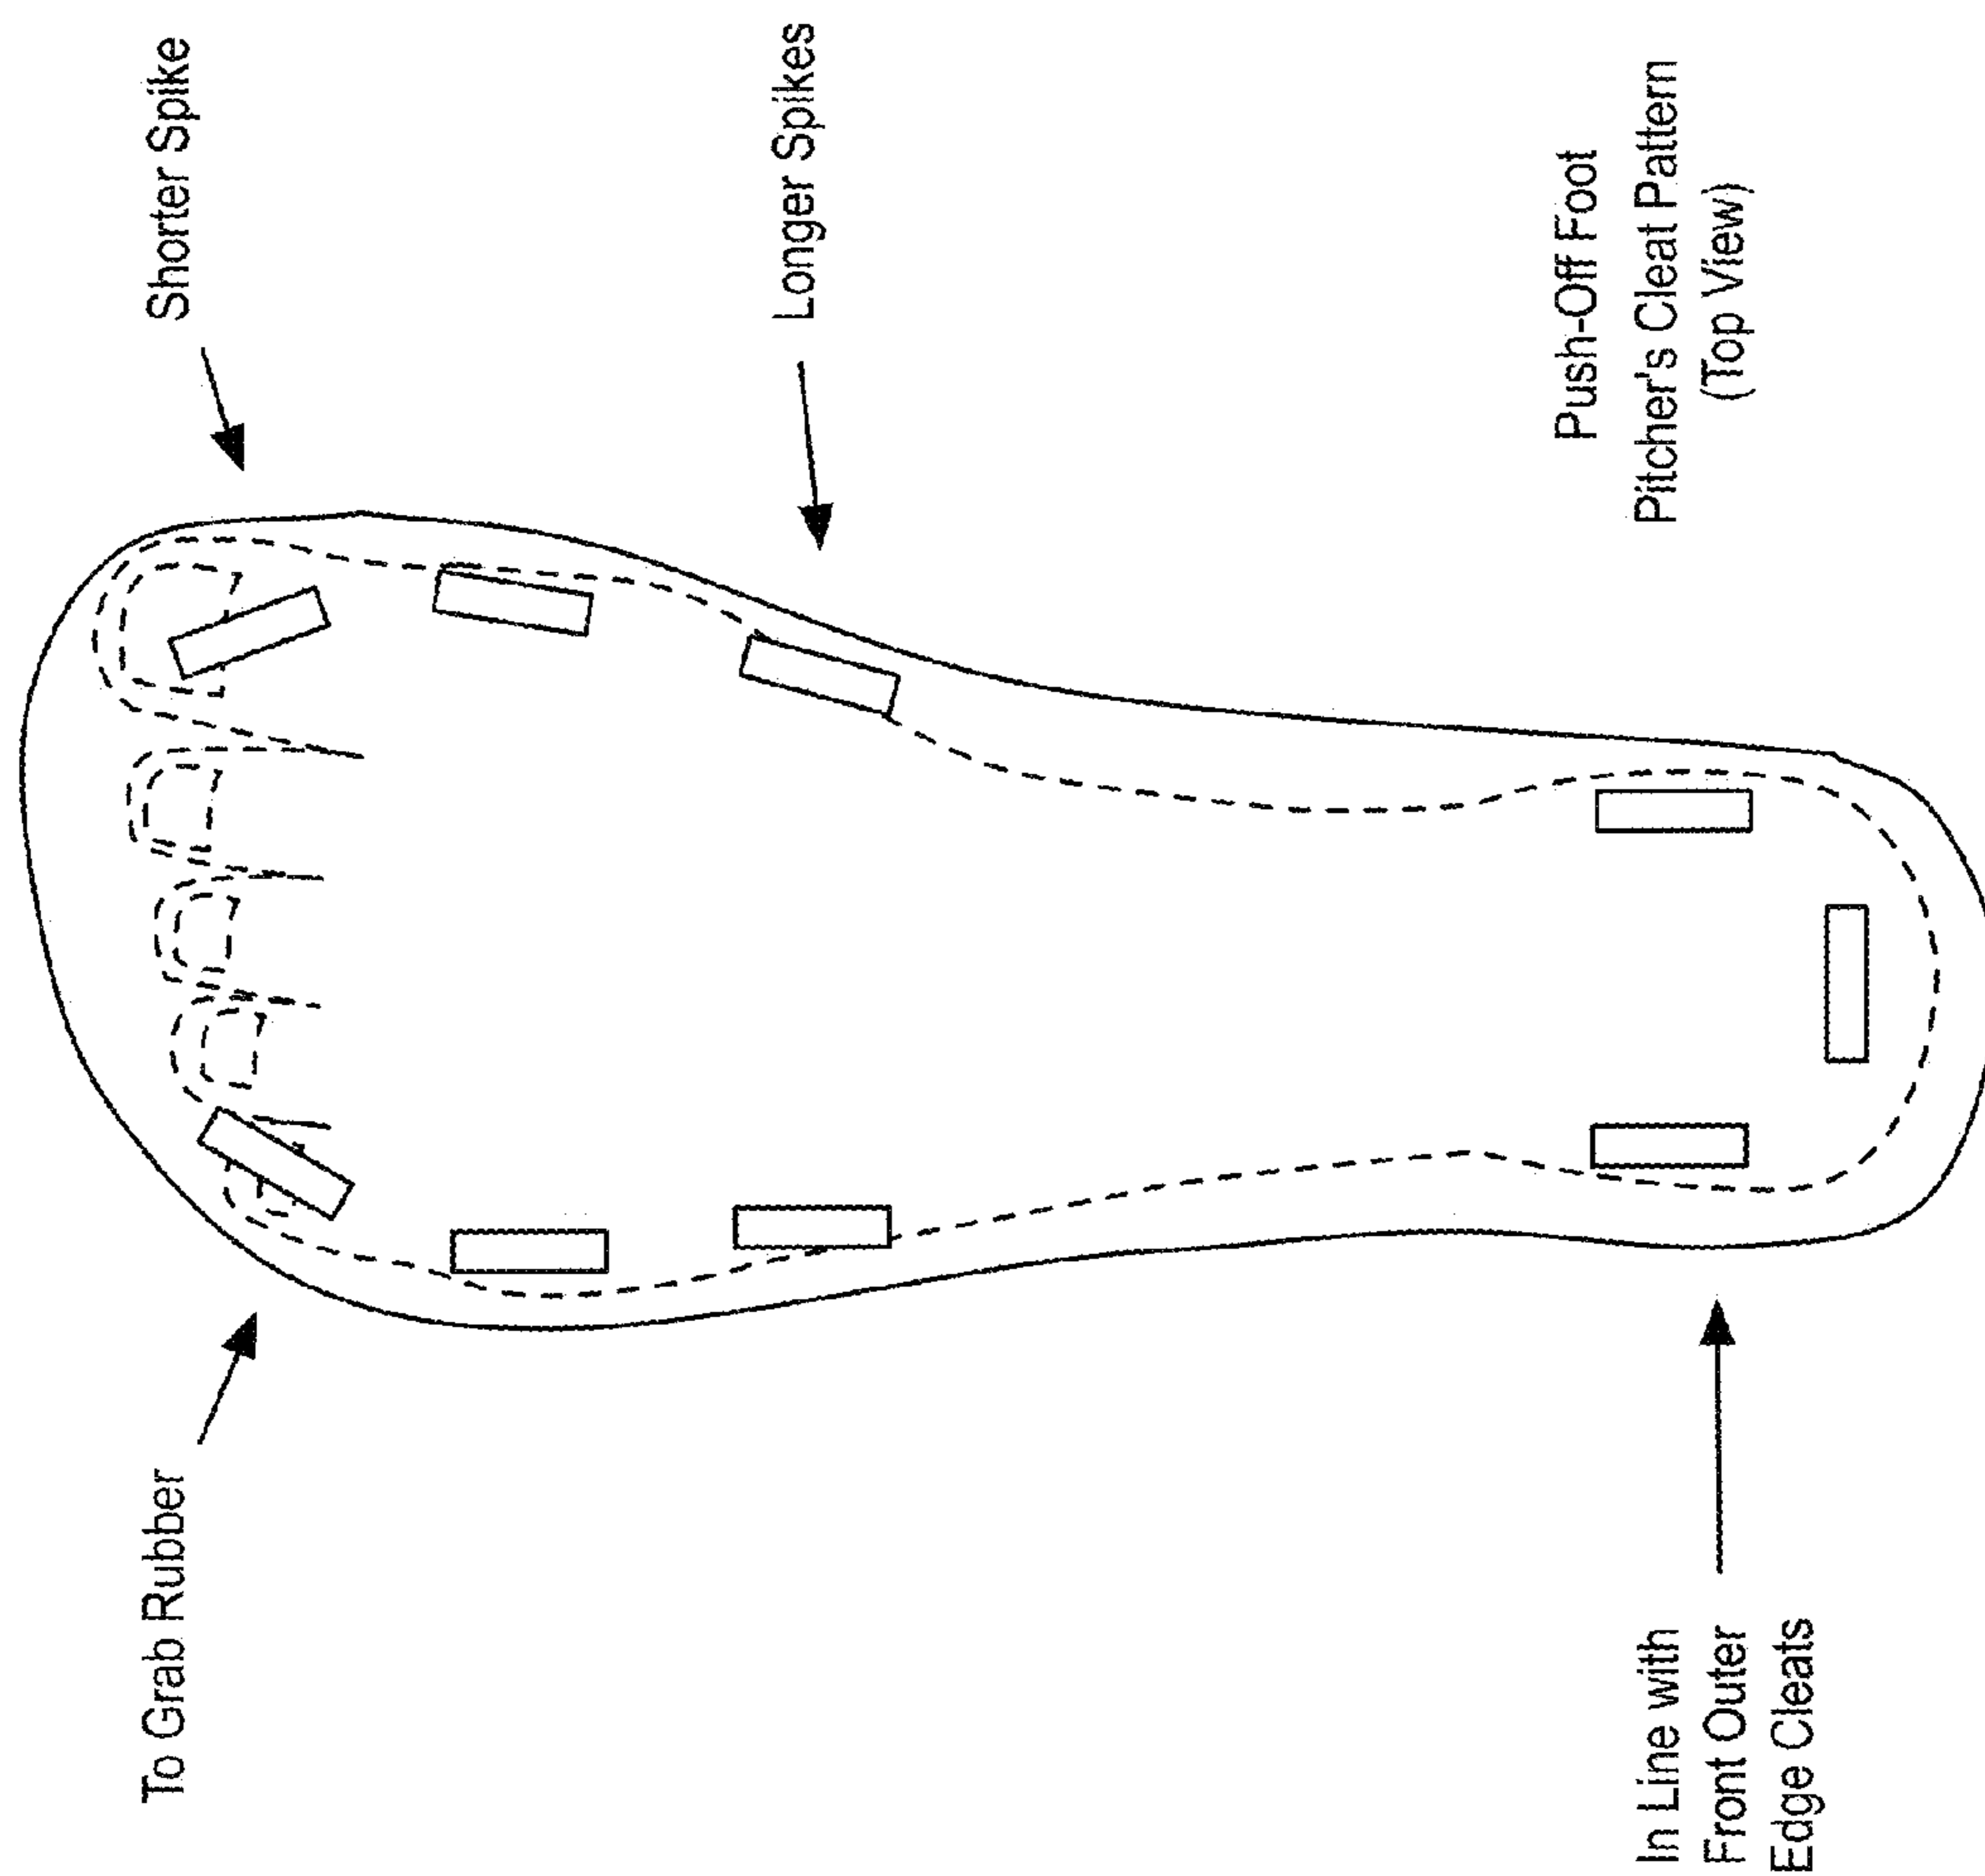 To Grab Rubber
Shorter Spike
Longer Spikes
In Line with
Front Outer
Edge Cleats
Push-Off Foot
Pitcher's Cleat Pattern
(Top View)